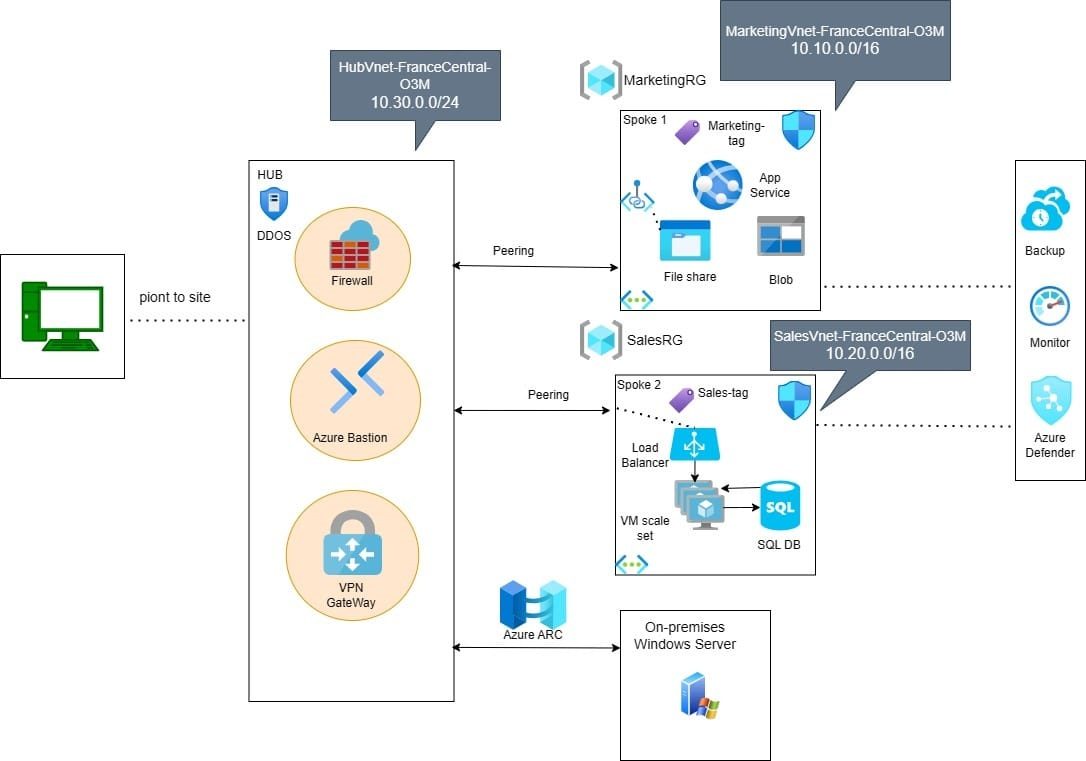 MarketingVnet-FranceCentral-O3M
10.10.0.0/16
HubVnet-FranceCentral-
O3M
10.30.0.0/24
MarketingRG
Spoke 1
Marketing-
tag
HUB
DDOS
App
Service
Firewall
Peering
File share
Blob
Backup
piont to site
Monitor
SalesRG
SalesVnet-FranceCentral-O3M
10.20.0.0/16
Spoke 2
Sales-tag
Peering
Azure Bastion
Load
Balancer
Azure
Defender
VM scale
set
SQL
SQL DB
VPN
GateWay
Azure ARC
On-premises
Windows Server